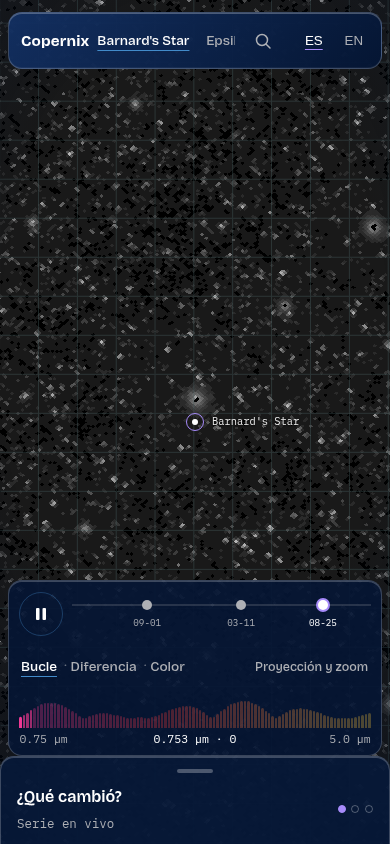 Copernix Barnard's Star Epsil ES EN
Barnard's Star
09-01 03-11 08-25
Bucle · Diferencia · Color Proyección y zoom
0.75 µm 0.753 µm · 0 5.0 µm
¿Qué cambió?
Serie en vivo